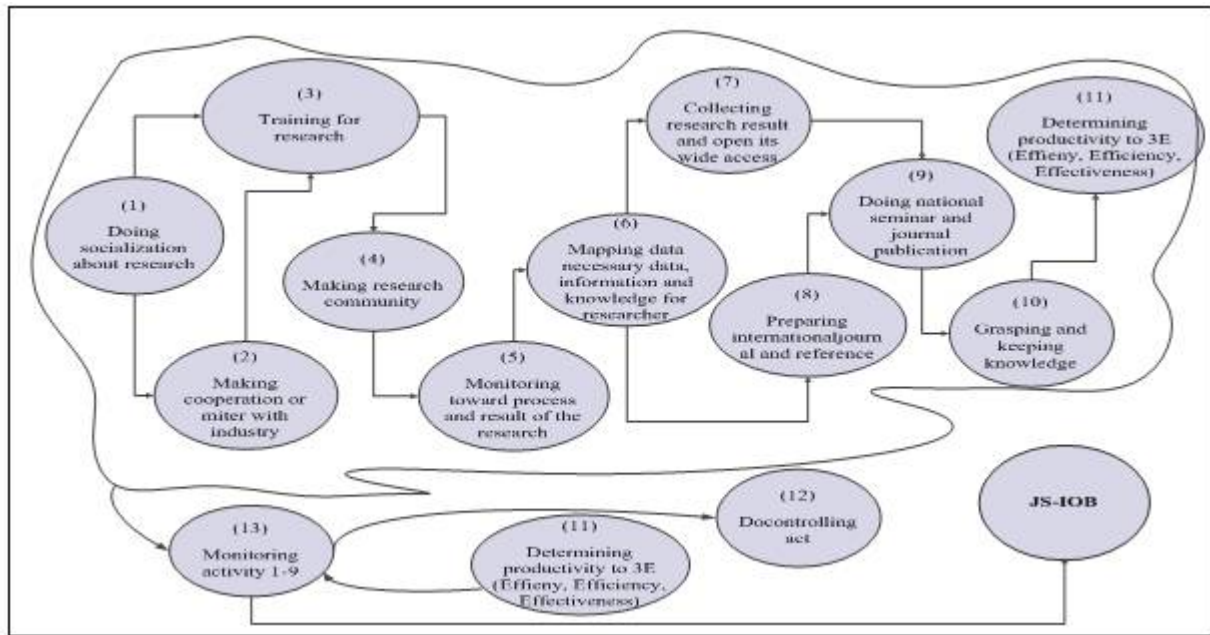 (1)
Doing
socialization
about research
(2)
Making
cooperation or
miter with
industry
(3)
Training for
research
(4)
Making research
community
(5)
Monitoring
toward process
and result of the
research
(6)
Mapping data
necessary data,
information and
knowledge for
researcher
(7)
Collecting
research result
and open its
wide access
(8)
Preparing
internationaljourn
al and reference
(9)
Doing national
seminar and
journal
publication
(10)
Grasping and
keeping
knowledge
(11)
Determining
productivity to 3E
(Effieny, Efficiency,
Effectiveness)
(12)
Docontrolling
act
(13)
Monitoring
activity 1-9
(11)
Determining
productivity to 3E
(Effieny, Efficiency,
Effectiveness)
JS-IOB